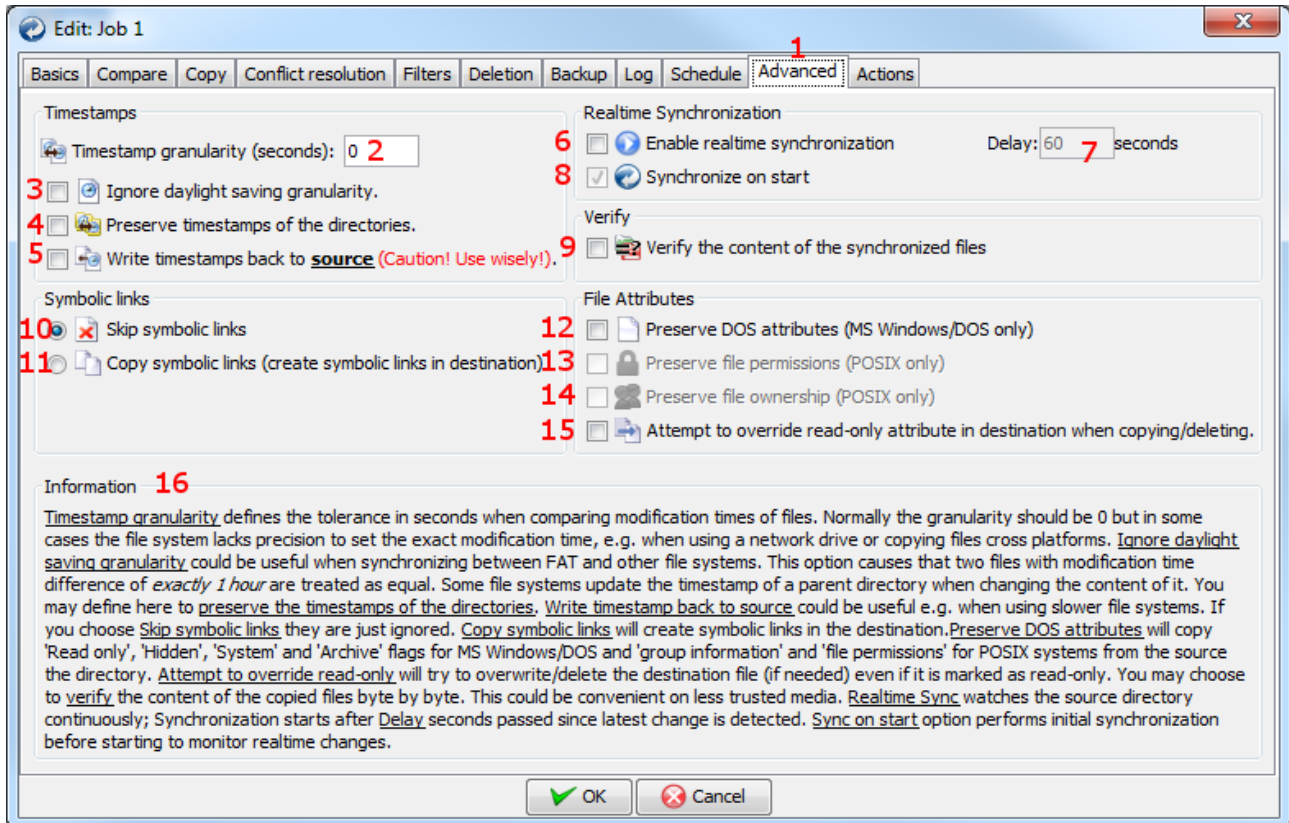 Edit: Job 1
1
Basics Compare Copy Conflict resolution Filters Deletion Backup Log Schedule Advanced Actions
Timestamps
Timestamp granularity (seconds): 0 2
3 Ignore daylight saving granularity.
4 Preserve timestamps of the directories.
5 Write timestamps back to source (Caution! Use wisely!).
Realtime Synchronization
6 Enable realtime synchronization Delay: 60 7 seconds
8 Synchronize on start
Verify
9 Verify the content of the synchronized files
Symbolic links
10 Skip symbolic links
11 Copy symbolic links (create symbolic links in destination)
File Attributes
12 Preserve DOS attributes (MS Windows/DOS only)
13 Preserve file permissions (POSIX only)
14 Preserve file ownership (POSIX only)
15 Attempt to override read-only attribute in destination when copying/deleting.
Information 16
Timestamp granularity defines the tolerance in seconds when comparing modification times of files. Normally the granularity should be 0 but in some
cases the file system lacks precision to set the exact modification time, e.g. when using a network drive or copying files cross platforms. Ignore daylight
saving granularity could be useful when synchronizing between FAT and other file systems. This option causes that two files with modification time
difference of exactly 1 hour are treated as equal. Some file systems update the timestamp of a parent directory when changing the content of it. You
may define here to preserve the timestamps of the directories. Write timestamp back to source could be useful e.g. when using slower file systems. If
you choose Skip symbolic links they are just ignored. Copy symbolic links will create symbolic links in the destination.Preserve DOS attributes will copy
'Read only', 'Hidden', 'System' and 'Archive' flags for MS Windows/DOS and 'group information' and 'file permissions' for POSIX systems from the source
the directory. Attempt to override read-only will try to overwrite/delete the destination file (if needed) even if it is marked as read-only. You may choose
to verify the content of the copied files byte by byte. This could be convenient on less trusted media. Realtime Sync watches the source directory
continuously; Synchronization starts after Delay seconds passed since latest change is detected. Sync on start option performs initial synchronization
before starting to monitor realtime changes.
OK Cancel